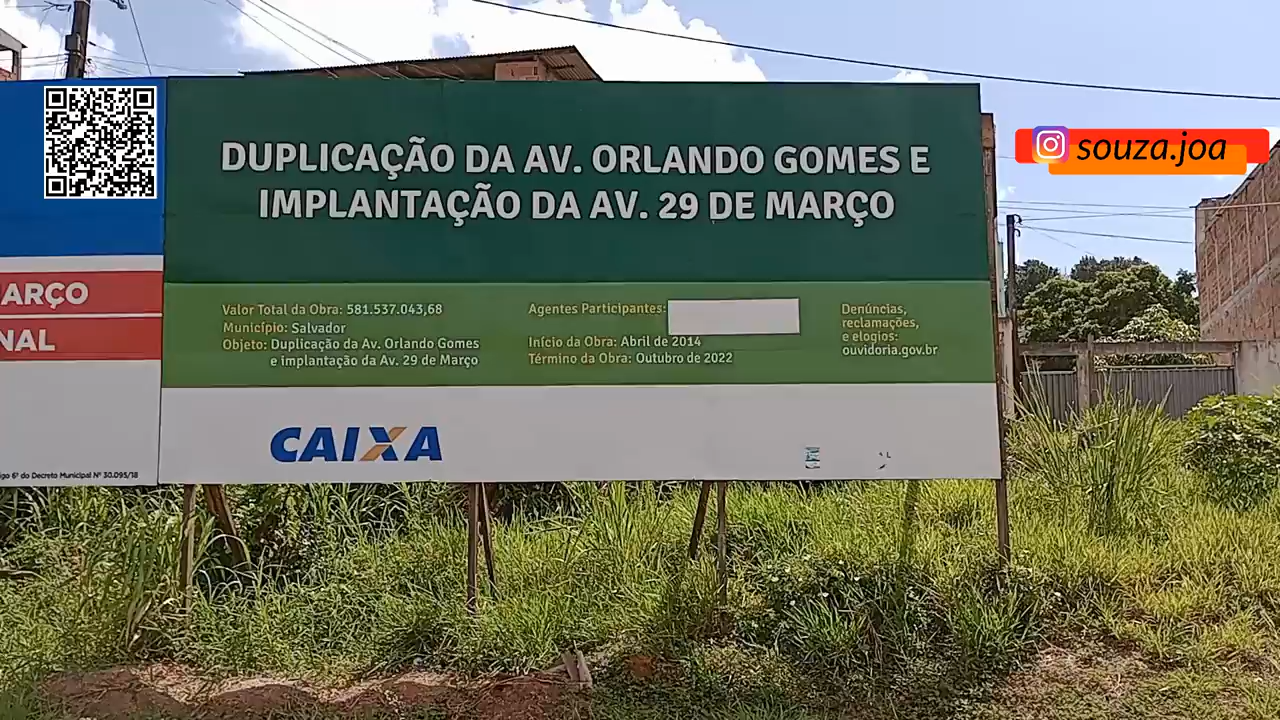 DUPLICAÇÃO DA AV. ORLANDO GOMES E
IMPLANTAÇÃO DA AV. 29 DE MARÇO
ARÇO
NAL
Valor Total da Obra: 581.537.043,68
Município: Salvador
Objeto: Duplicação da Av. Orlando Gomes
e implantação da Av. 29 de Março
Agentes Participantes:
Início da Obra: Abril de 2014
Término da Obra: Outubro de 2022
Denúncias,
reclamações,
e elogios:
ouvidoria.gov.br
CAIXA
igo 6º do Decreto Municipal Nº 30.095/18
souza.joa